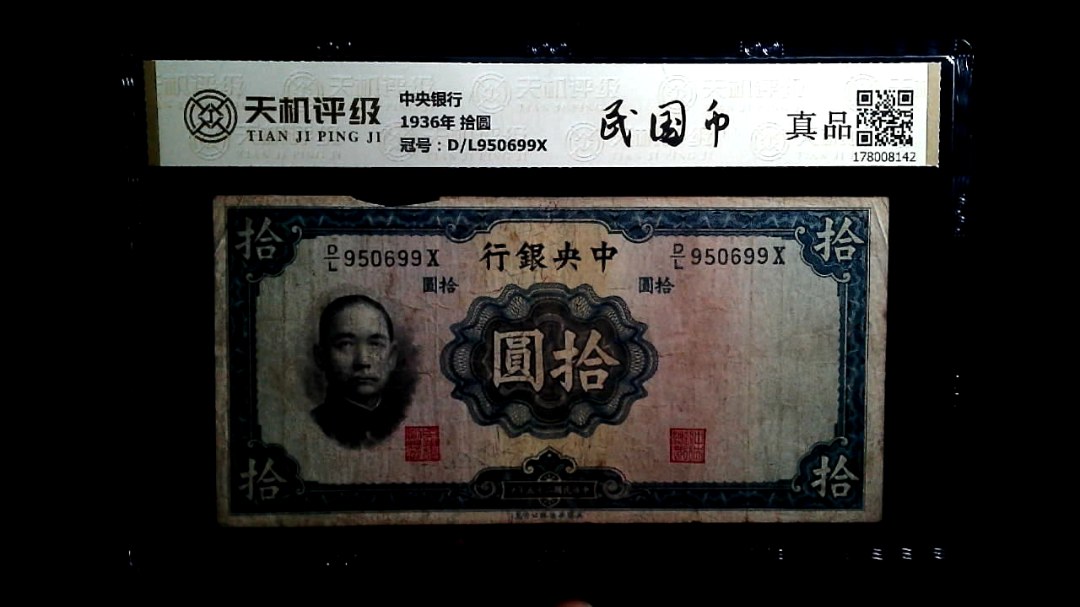 天机评级
TIAN JI PING JI
中央银行
1936年 拾圆
冠号：D/L950699X
民国币
真品
178008142
拾
拾
D/L 950699 X
行銀央中
D/L 950699 X
圓拾
圓拾
圓拾
拾
拾